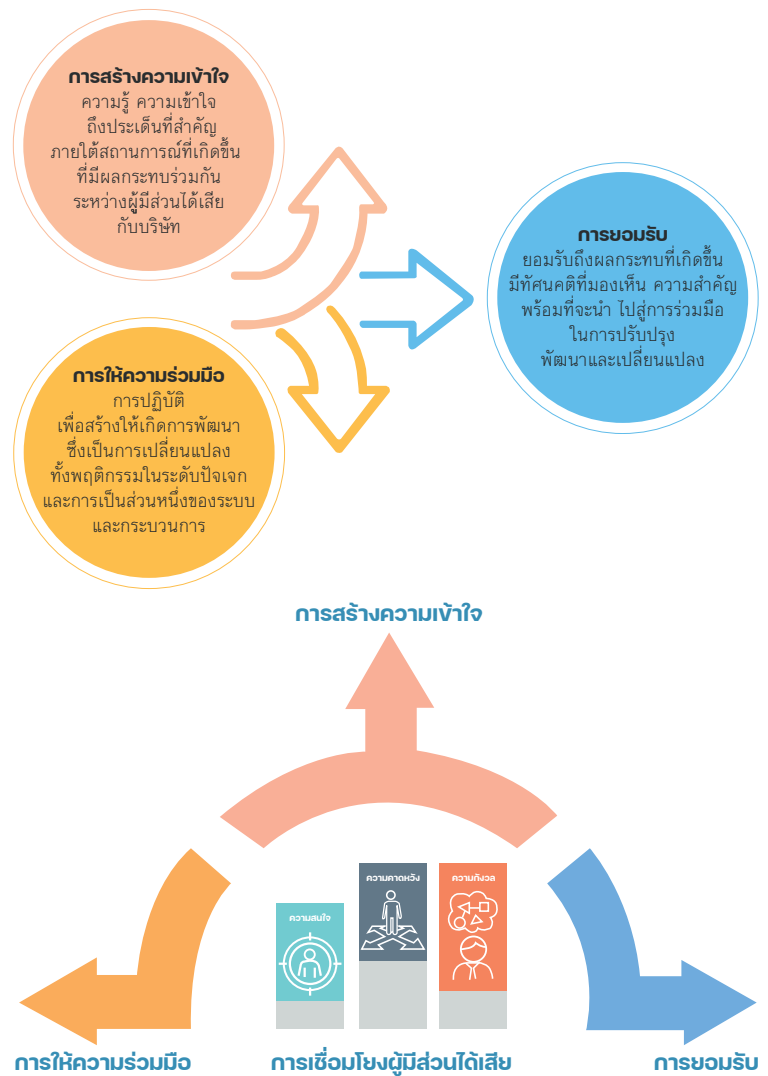 การสร้างความเข้าใจ
ความรู้ ความเข้าใจ
ถึงประเด็นที่สำคัญ
ภายใต้สถานการณ์ที่เกิดขึ้น
ที่มีผลกระทบร่วมกัน
ระหว่างผู้มีส่วนได้เสีย
กับบริษัท
การยอมรับ
ยอมรับถึงผลกระทบที่เกิดขึ้น
มีทัศนคติที่มองเห็น ความสำคัญ
พร้อมที่จะนำ ไปสู่การร่วมมือ
ในการปรับปรุง
พัฒนาและเปลี่ยนแปลง
การให้ความร่วมมือ
การปฏิบัติ
เพื่อสร้างให้เกิดการพัฒนา
ซึ่งเป็นการเปลี่ยนแปลง
ทั้งพฤติกรรมในระดับปัจเจก
และการเป็นส่วนหนึ่งของระบบ
และกระบวนการ
การสร้างความเข้าใจ
ความสนใจ
ความคาดหวัง
ความกังวล
การให้ความร่วมมือ
การเชื่อมโยงผู้มีส่วนได้เสีย
การยอมรับ